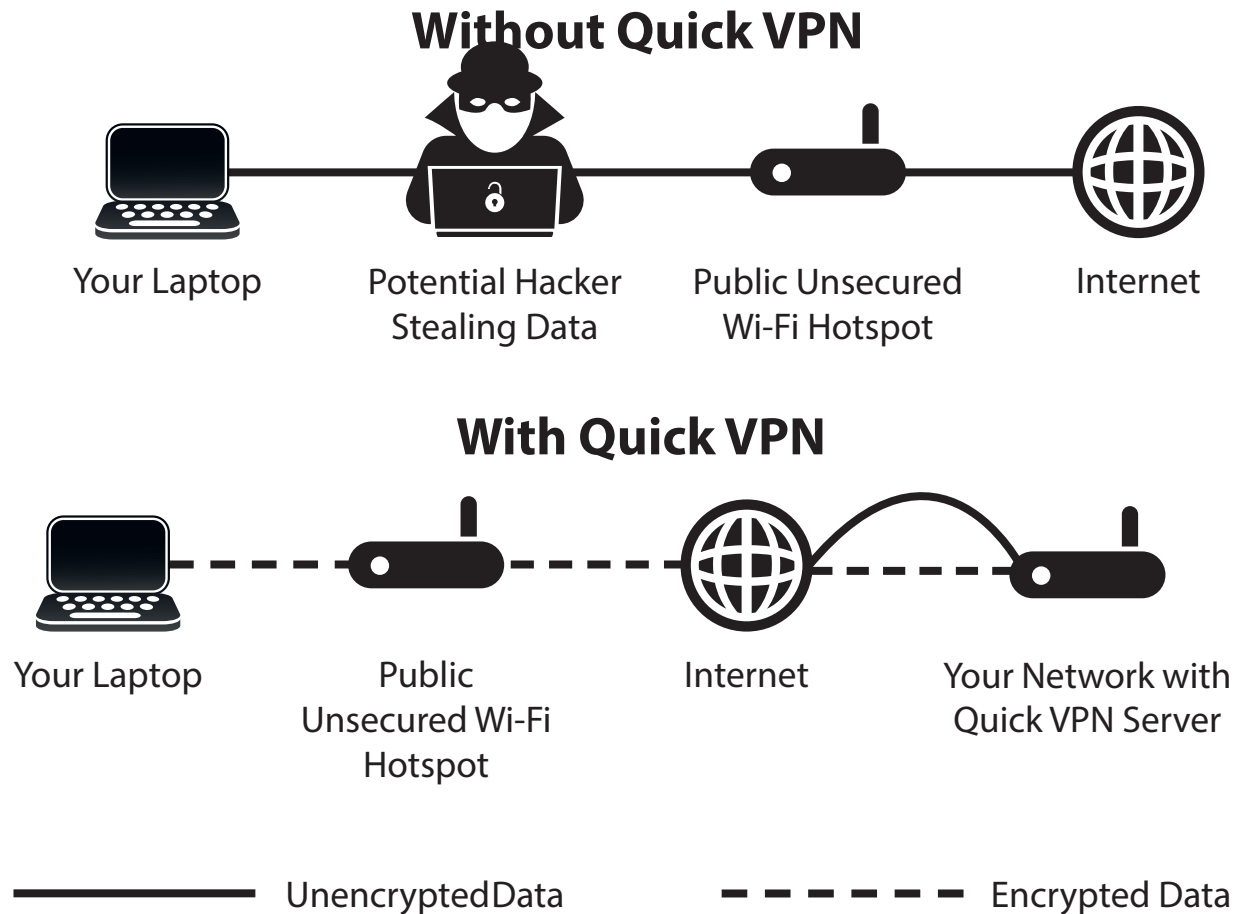 Without Quick VPN
Your Laptop
Potential Hacker
Stealing Data
Public Unsecured
Wi-Fi Hotspot
Internet
With Quick VPN
Your Laptop
Public
Unsecured Wi-Fi
Hotspot
Internet
Your Network with
Quick VPN Server
UnencryptedData
Encrypted Data